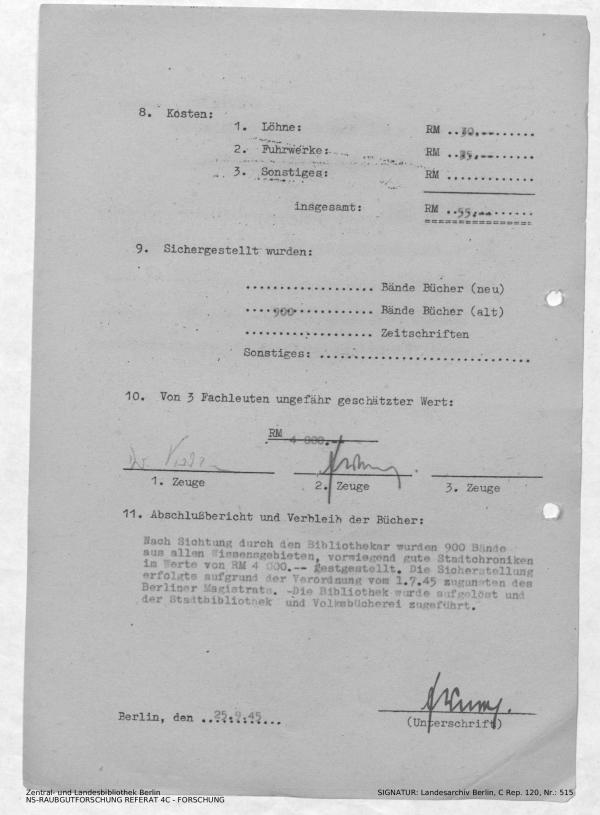 8. Kosten:
1. Löhne: RM ..30,--......
2. Fuhrwerke: RM ..25,--......
3. Sonstiges: RM ............
insgesamt: RM ..55,--......
9. Sichergestellt wurden:
................... Bände Bücher (neu)
....900............ Bände Bücher (alt)
................... Zeitschriften
Sonstiges: ...............................
10. Von 3 Fachleuten ungefähr geschätzter Wert:
RM 4 000.--
Dr
1. Zeuge 2. Zeuge 3. Zeuge
11. Abschlußbericht und Verbleib der Bücher:
Nach Sichtung durch den Bibliothekar wurden 900 Bände
aus allen Wissensgebieten, vorwiegend gute Stadtchroniken
im Werte von RM 4 000.-- festgestellt. Die Sicherstellung
erfolgte aufgrund der Verordnung vom 1.7.45 zugunsten des
Berliner Magistrats. -Die Bibliothek wurde aufgelöst und
der Stadtbibliothek und Volksbücherei zugeführt.
Berlin, den ..25.9.45...
(Unterschrift)
Zentral- und Landesbibliothek Berlin
NS-RAUBGUTFORSCHUNG REFERAT 4C - FORSCHUNG
SIGNATUR: Landesarchiv Berlin, C Rep. 120, Nr.: 515